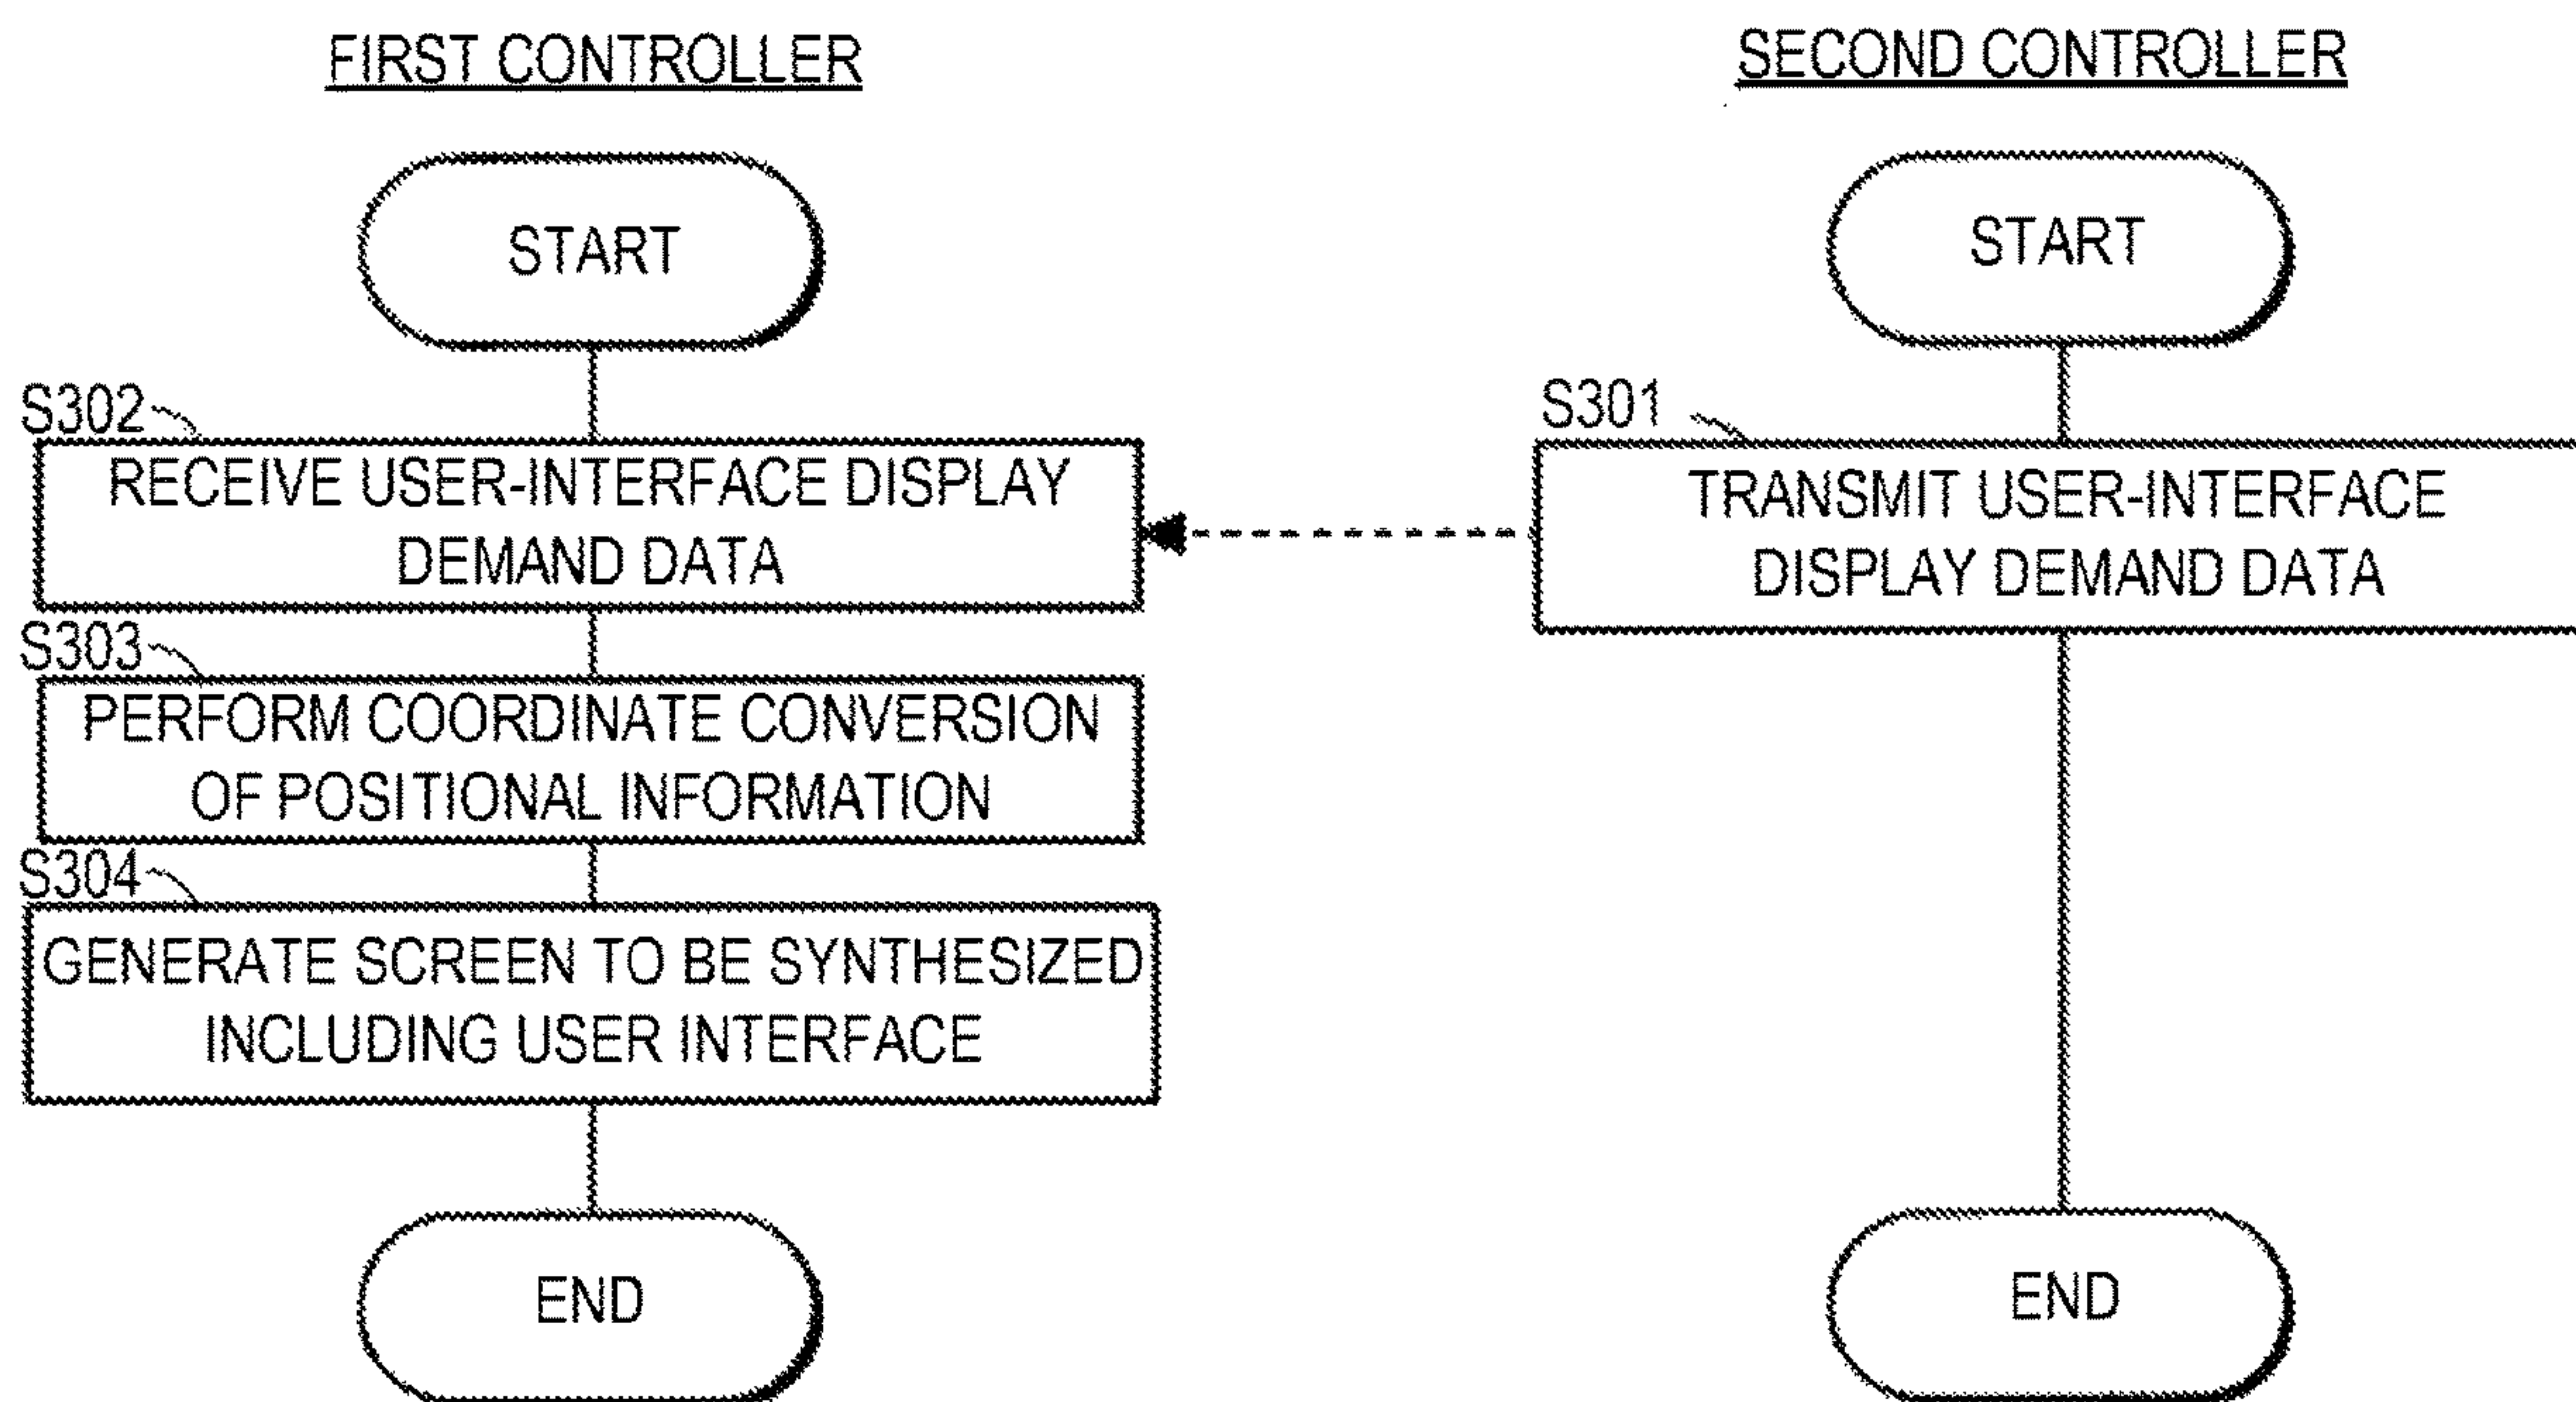 FIRST CONTROLLER
START
S302
RECEIVE USER-INTERFACE DISPLAY
DEMAND DATA
S303
PERFORM COORDINATE CONVERSION
OF POSITIONAL INFORMATION
S304
GENERATE SCREEN TO BE SYNTHESIZED
INCLUDING USER INTERFACE
END
SECOND CONTROLLER
START
S301
TRANSMIT USER-INTERFACE
DISPLAY DEMAND DATA
END